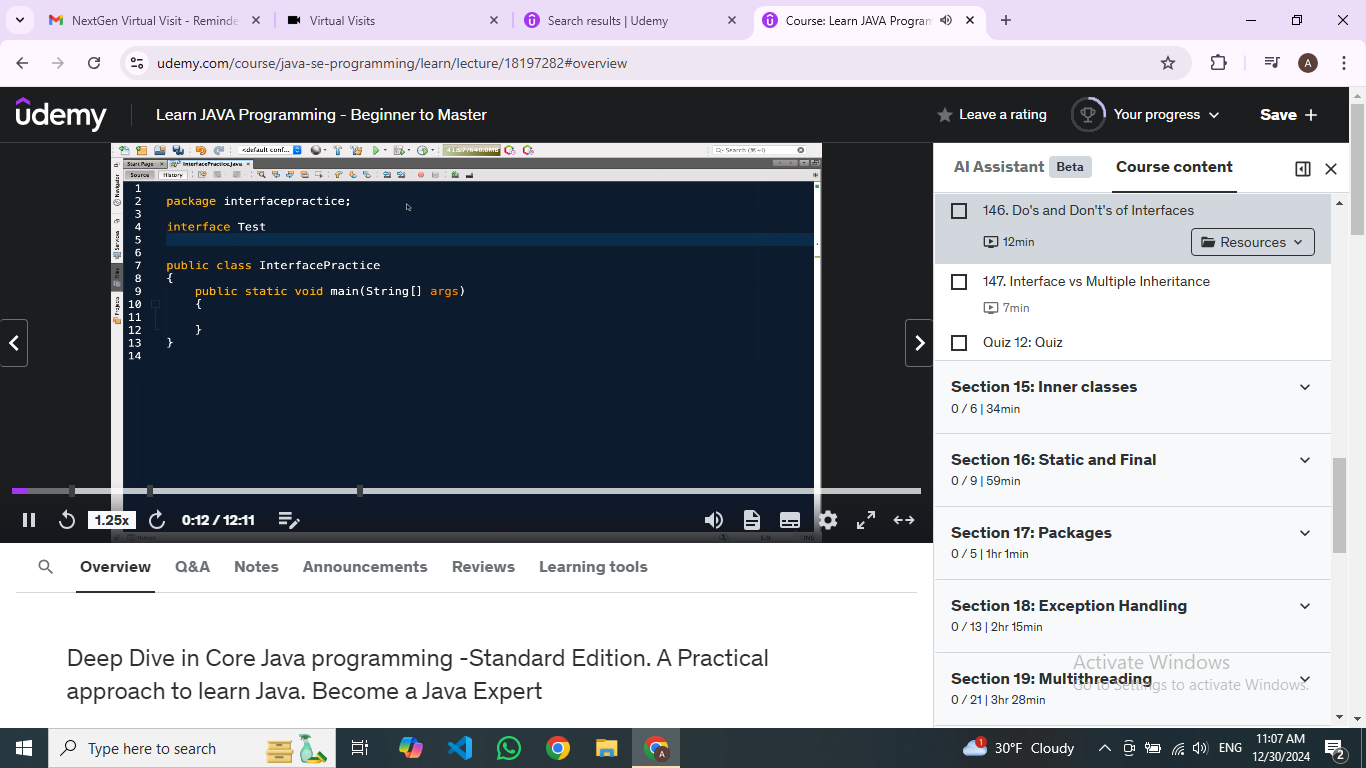 NextGen Virtual Visit - Reminde
Virtual Visits
Search results | Udemy
Course: Learn JAVA Program
udemy.com/course/java-se-programming/learn/lecture/18197282#overview
A
ûdemy
Learn JAVA Programming - Beginner to Master
Leave a rating
Your progress
Save +
<default conf...
Search (⌘+I)
Start Page
InterfacePractice.java
Source
History
Navigator
Services
Files
Projects
1
2 package interfacepractice;
3
4 interface Test
5
6
7 public class InterfacePractice
8 {
9 public static void main(String[] args)
10 {
11
12 }
13 }
14
1.25x
0:12 / 12:11
AI Assistant
Beta
Course content
146. Do's and Don't's of Interfaces
12min
Resources
147. Interface vs Multiple Inheritance
7min
Quiz 12: Quiz
Section 15: Inner classes
0 / 6 | 34min
Section 16: Static and Final
0 / 9 | 59min
Section 17: Packages
0 / 5 | 1hr 1min
Section 18: Exception Handling
0 / 13 | 2hr 15min
Section 19: Multithreading
0 / 21 | 3hr 28min
Activate Windows
Go to Settings to activate Windows.
Overview
Q&A
Notes
Announcements
Reviews
Learning tools
Deep Dive in Core Java programming -Standard Edition. A Practical
approach to learn Java. Become a Java Expert
Type here to search
A
1
30°F Cloudy
ENG
11:07 AM
12/30/2024
2